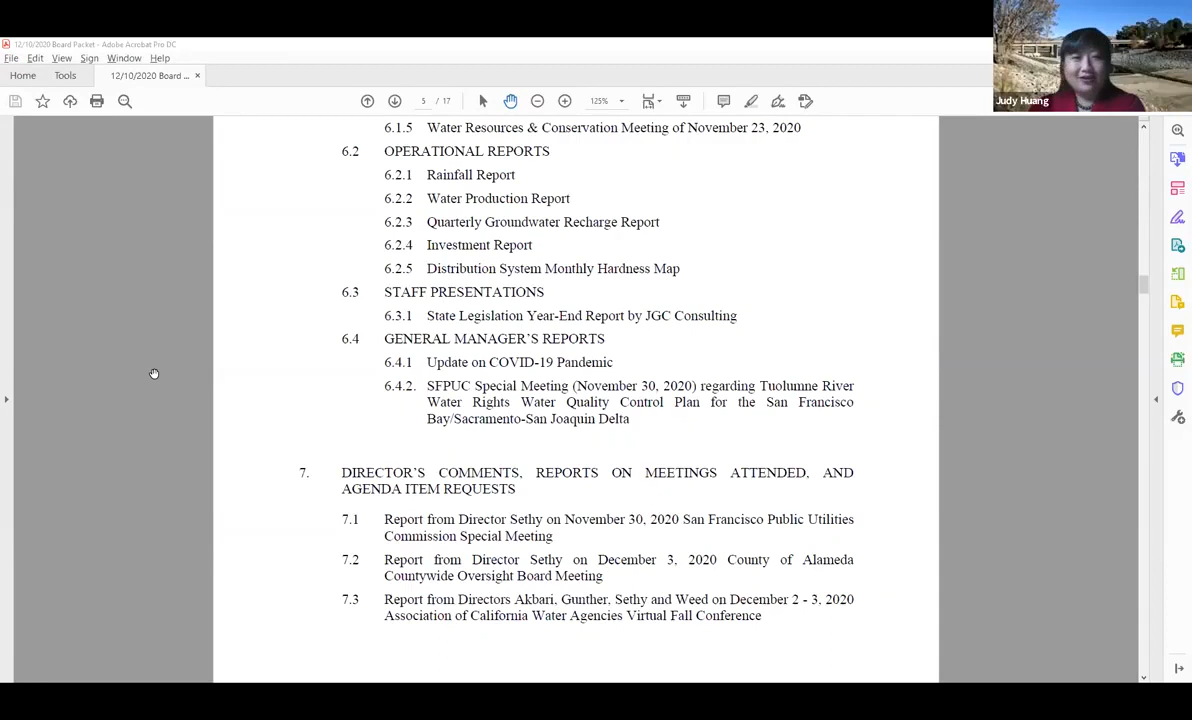 12/10/2020 Board Packet - Adobe Acrobat Pro DC
File Edit View Sign Window Help
Home Tools 12/10/2020 Board ... ×
5 / 17 125%
Judy Huang
6.1.5 Water Resources & Conservation Meeting of November 23, 2020
6.2 OPERATIONAL REPORTS
6.2.1 Rainfall Report
6.2.2 Water Production Report
6.2.3 Quarterly Groundwater Recharge Report
6.2.4 Investment Report
6.2.5 Distribution System Monthly Hardness Map
6.3 STAFF PRESENTATIONS
6.3.1 State Legislation Year-End Report by JGC Consulting
6.4 GENERAL MANAGER'S REPORTS
6.4.1 Update on COVID-19 Pandemic
6.4.2. SFPUC Special Meeting (November 30, 2020) regarding Tuolumne River
Water Rights Water Quality Control Plan for the San Francisco
Bay/Sacramento-San Joaquin Delta
7. DIRECTOR'S COMMENTS, REPORTS ON MEETINGS ATTENDED, AND
AGENDA ITEM REQUESTS
7.1 Report from Director Sethy on November 30, 2020 San Francisco Public Utilities
Commission Special Meeting
7.2 Report from Director Sethy on December 3, 2020 County of Alameda
Countywide Oversight Board Meeting
7.3 Report from Directors Akbari, Gunther, Sethy and Weed on December 2 - 3, 2020
Association of California Water Agencies Virtual Fall Conference